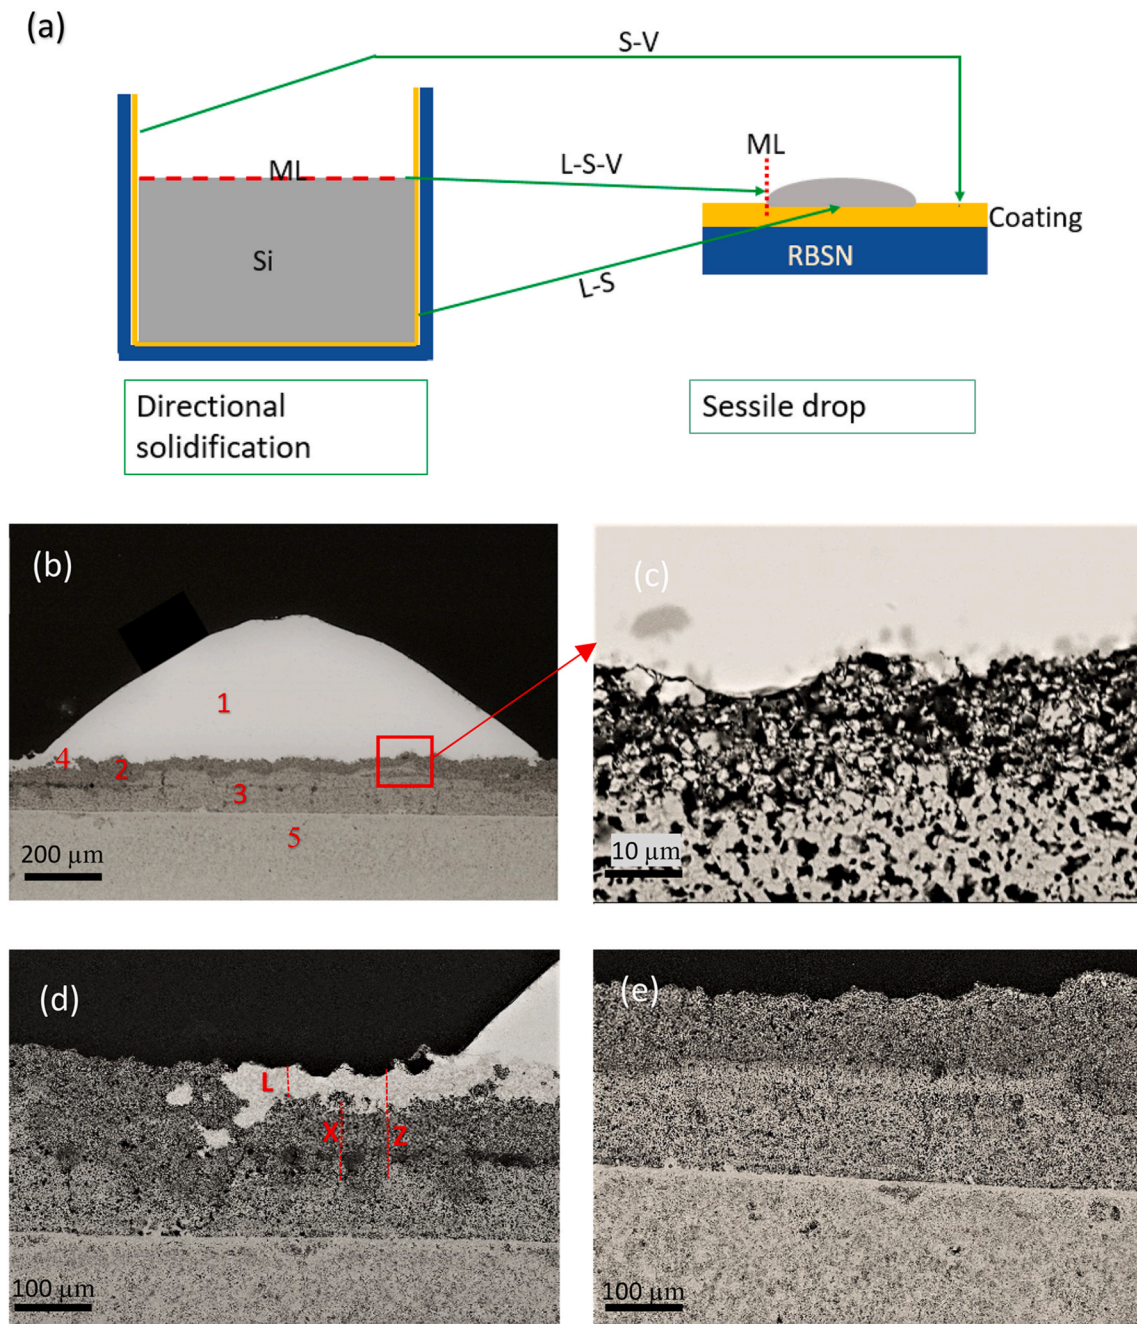 (a)
S-V
ML
L-S-V
ML
Si
Coating
RBSN
L-S
Directional
solidification
Sessile drop
(b)
1
4
2
3
5
200 μm
(c)
10 μm
(d)
L
X
Z
100 μm
(e)
100 μm